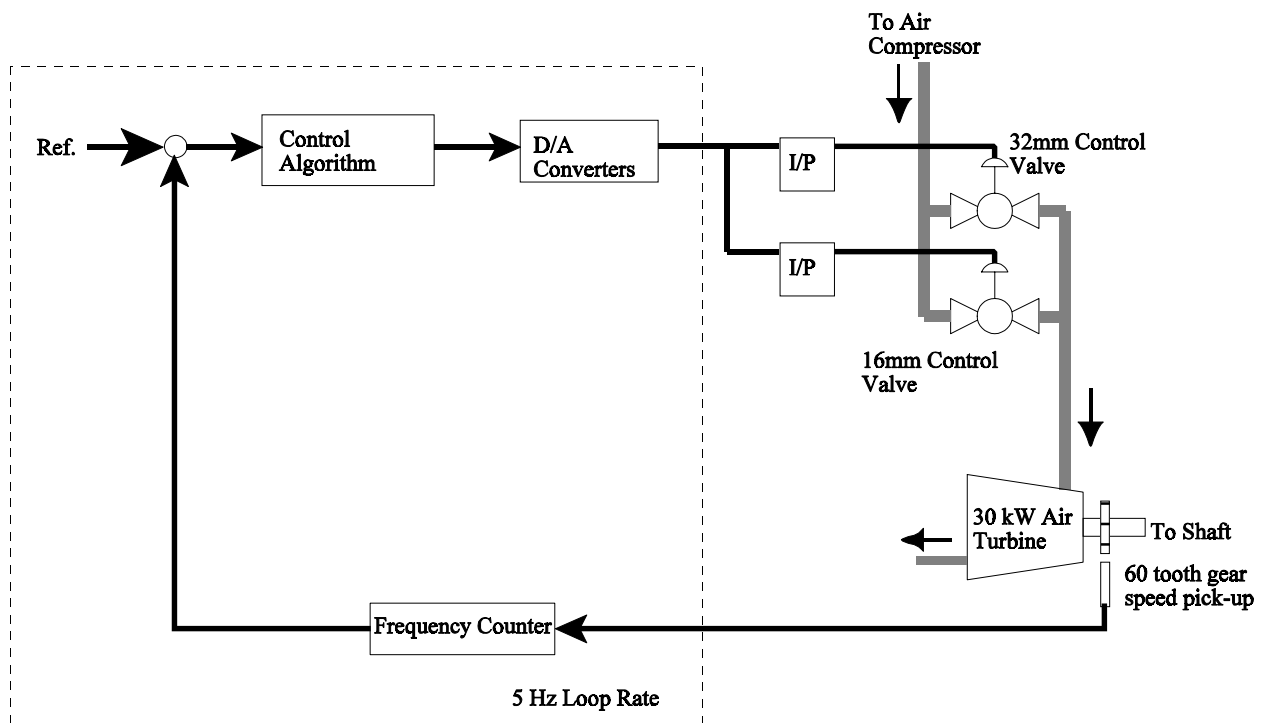 To Air
Compressor
Ref.
Control
Algorithm
D/A
Converters
I/P
32mm Control
Valve
I/P
16mm Control
Valve
30 kW Air
Turbine
To Shaft
60 tooth gear
speed pick-up
Frequency Counter
5 Hz Loop Rate